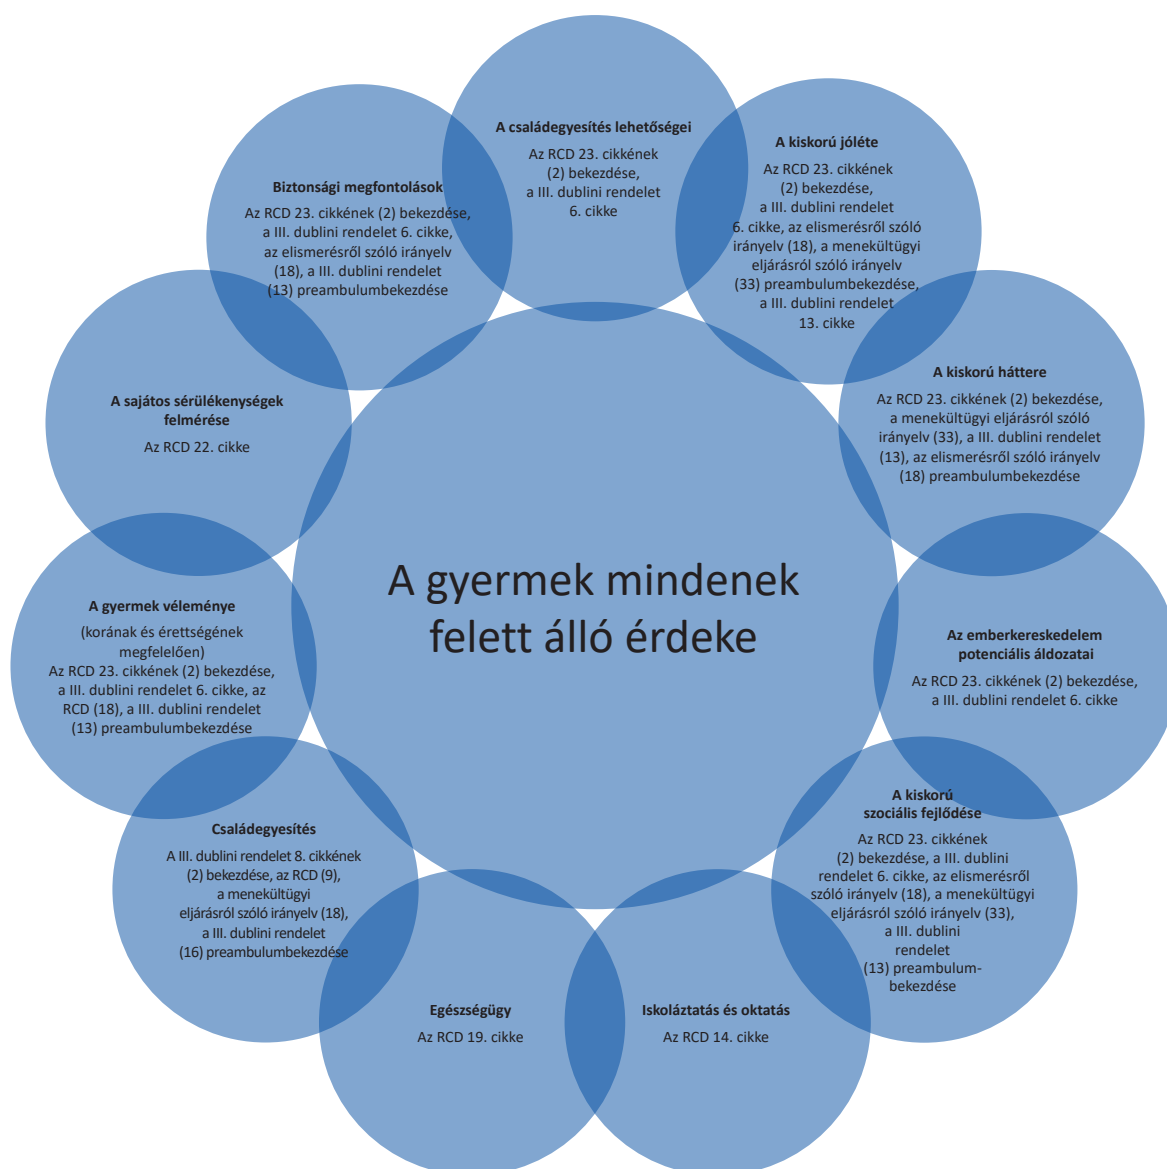 A családegyesítés lehetőségei
Az RCD 23. cikkének
(2) bekezdése,
a III. dublini rendelet
6. cikke
A kiskorú jóléte
Az RCD 23. cikkének
(2) bekezdése,
a III. dublini rendelet
6. cikke, az elismerésről szóló
irányelv (18), a menekültügyi
eljárásról szóló irányelv
(33) preambulumbekezdése,
a III. dublini rendelet
13. cikke
A kiskorú háttere
Az RCD 23. cikkének (2) bekezdése,
a menekültügyi eljárásról szóló
irányelv (33), a III. dublini rendelet
(13), az elismerésről szóló irányelv
(18) preambulumbekezdése
Az emberkereskedelem
potenciális áldozatai
Az RCD 23. cikkének (2) bekezdése,
a III. dublini rendelet 6. cikke
A kiskorú
szociális fejlődése
Az RCD 23. cikkének
(2) bekezdése, a III. dublini
rendelet 6. cikke, az elismerésről
szóló irányelv (18), a menekültügyi
eljárásról szóló irányelv (33),
a III. dublini
rendelet
(13) preambulum-
bekezdése
Iskoláztatás és oktatás
Az RCD 14. cikke
Egészségügy
Az RCD 19. cikke
Családegyesítés
A III. dublini rendelet 8. cikkének
(2) bekezdése, az RCD (9),
a menekültügyi
eljárásról szóló irányelv (18),
a III. dublini rendelet
(16) preambulumbekezdése
A gyermek véleménye
(korának és érettségének
megfelelően)
Az RCD 23. cikkének (2) bekezdése,
a III. dublini rendelet 6. cikke, az
RCD (18), a III. dublini rendelet
(13) preambulumbekezdése
A sajátos sérülékenységek
felmérése
Az RCD 22. cikke
Biztonsági megfontolások
Az RCD 23. cikkének (2) bekezdése,
a III. dublini rendelet 6. cikke,
az elismerésről szóló irányelv
(18), a III. dublini rendelet
(13) preambulumbekezdése
A gyermek mindenek
felett álló érdeke